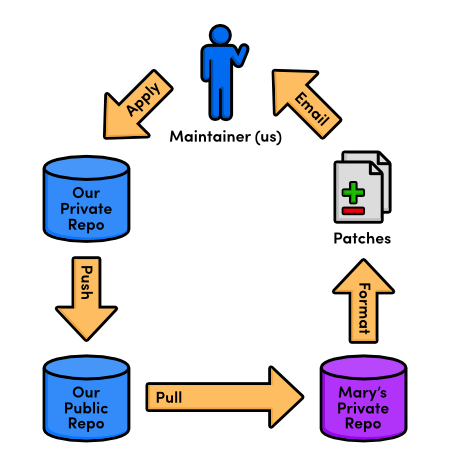 Apply
Email
Maintainer (us)
Our
Private
Repo
Patches
Push
Format
Our
Public
Repo
Pull
Mary's
Private
Repo